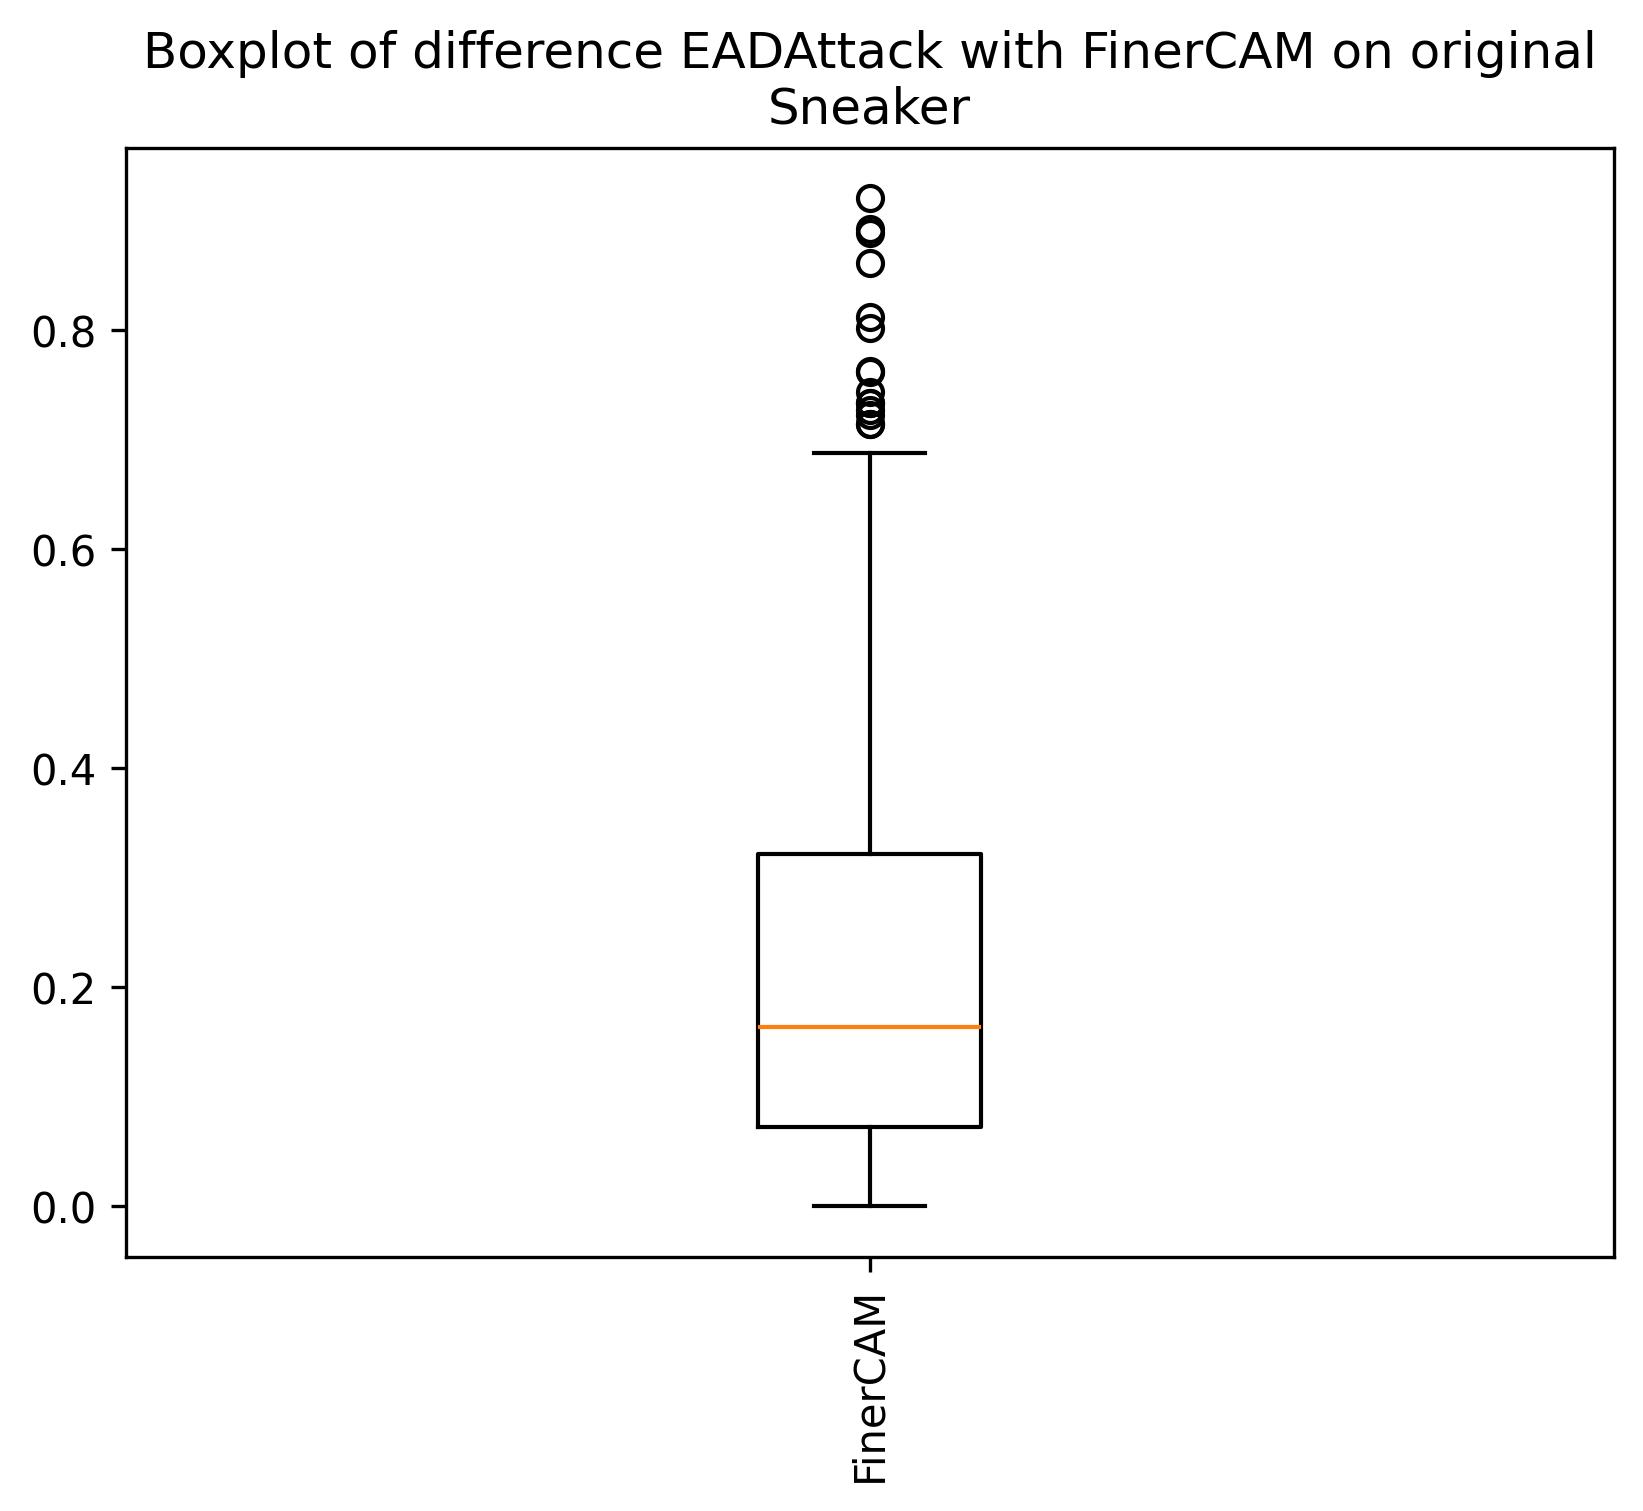 Boxplot of difference EADAttack with FinerCAM on original
Sneaker
0.8
0.6
0.4
0.2
0.0
FinerCAM